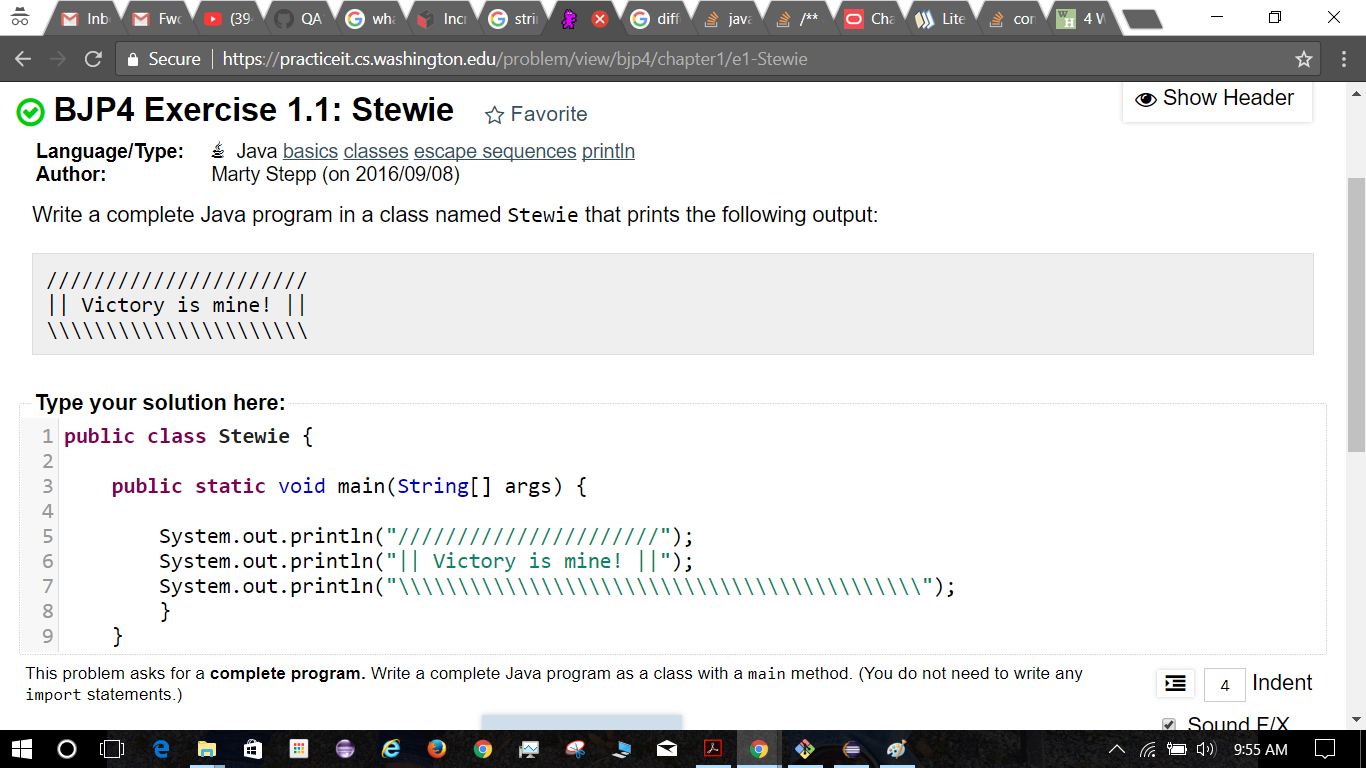 Inb Fwc (39 QA wha Incr stri diff java /** Cha Lite cor W H 4 W
Secure https://practiceit.cs.washington.edu/problem/view/bjp4/chapter1/e1-Stewie
BJP4 Exercise 1.1: Stewie Favorite Show Header
Language/Type: Java basics classes escape sequences println
Author: Marty Stepp (on 2016/09/08)
Write a complete Java program in a class named Stewie that prints the following output:
//////////////////////
|| Victory is mine! ||
\\\\\\\\\\\\\\\\\\\\\\
Type your solution here:
1 public class Stewie {
2
3 public static void main(String[] args) {
4
5 System.out.println("//////////////////////");
6 System.out.println("|| Victory is mine! ||");
7 System.out.println("\\\\\\\\\\\\\\\\\\\\\\\\\\\\\\\\\\\\\\\\\\\\");
8 }
9 }
This problem asks for a complete program. Write a complete Java program as a class with a main method. (You do not need to write any
import statements.)
4 Indent
Sound F/X
9:55 AM